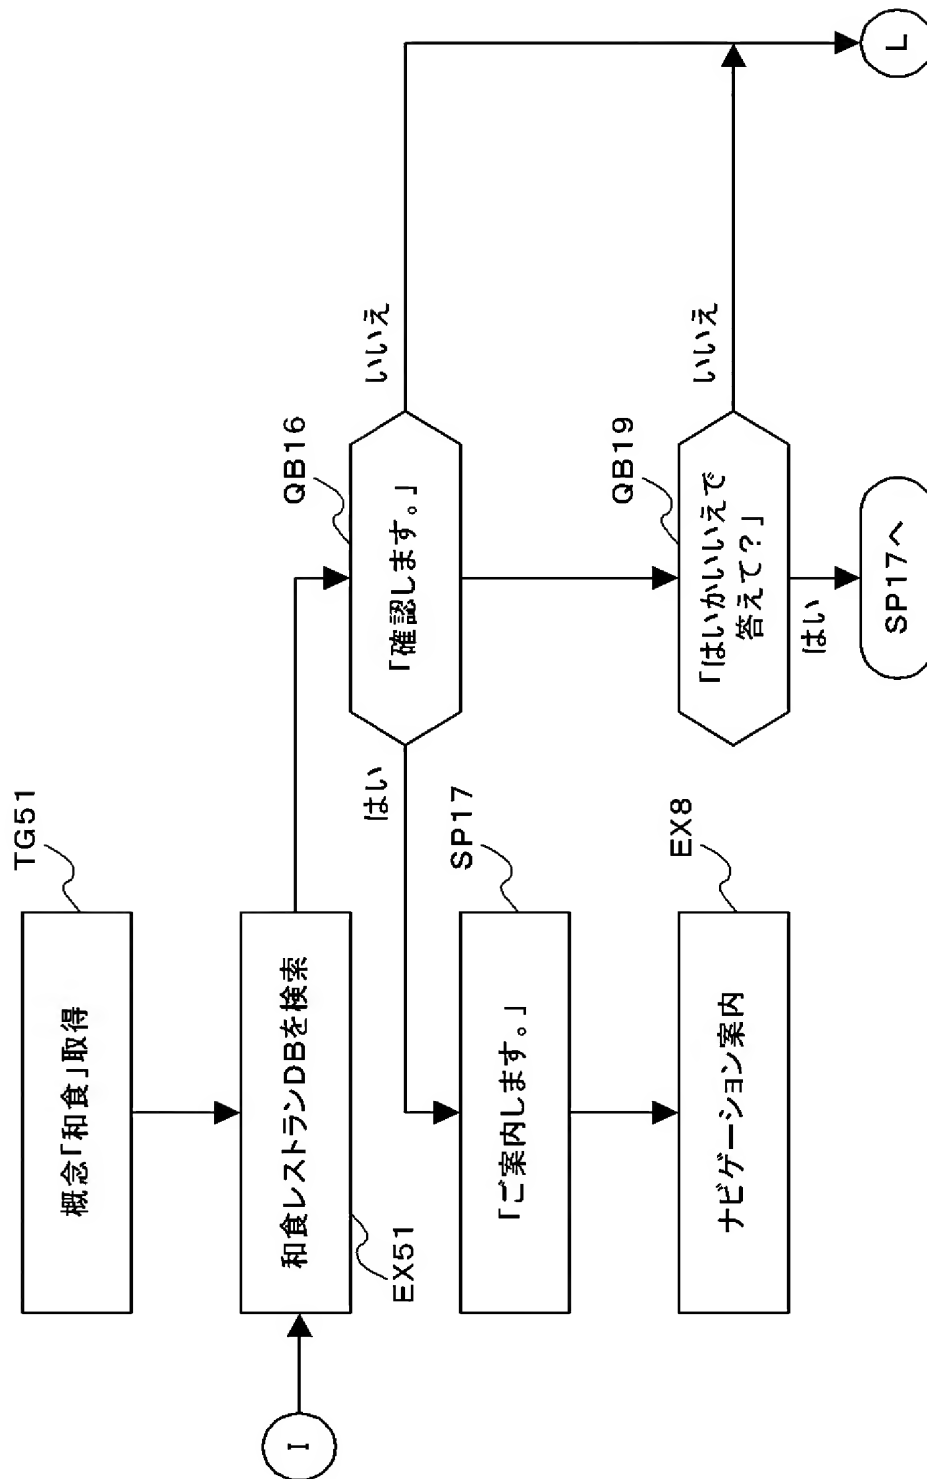 TG51
概念「和食」取得
I
和食レストランDBを検索
EX51
QB16
「確認します。」
いいえ
はい
SP17
「ご案内します。」
QB19
「はいかいいえで
答えて?」
いいえ
はい
EX8
ナビゲーション案内
SP17へ
L